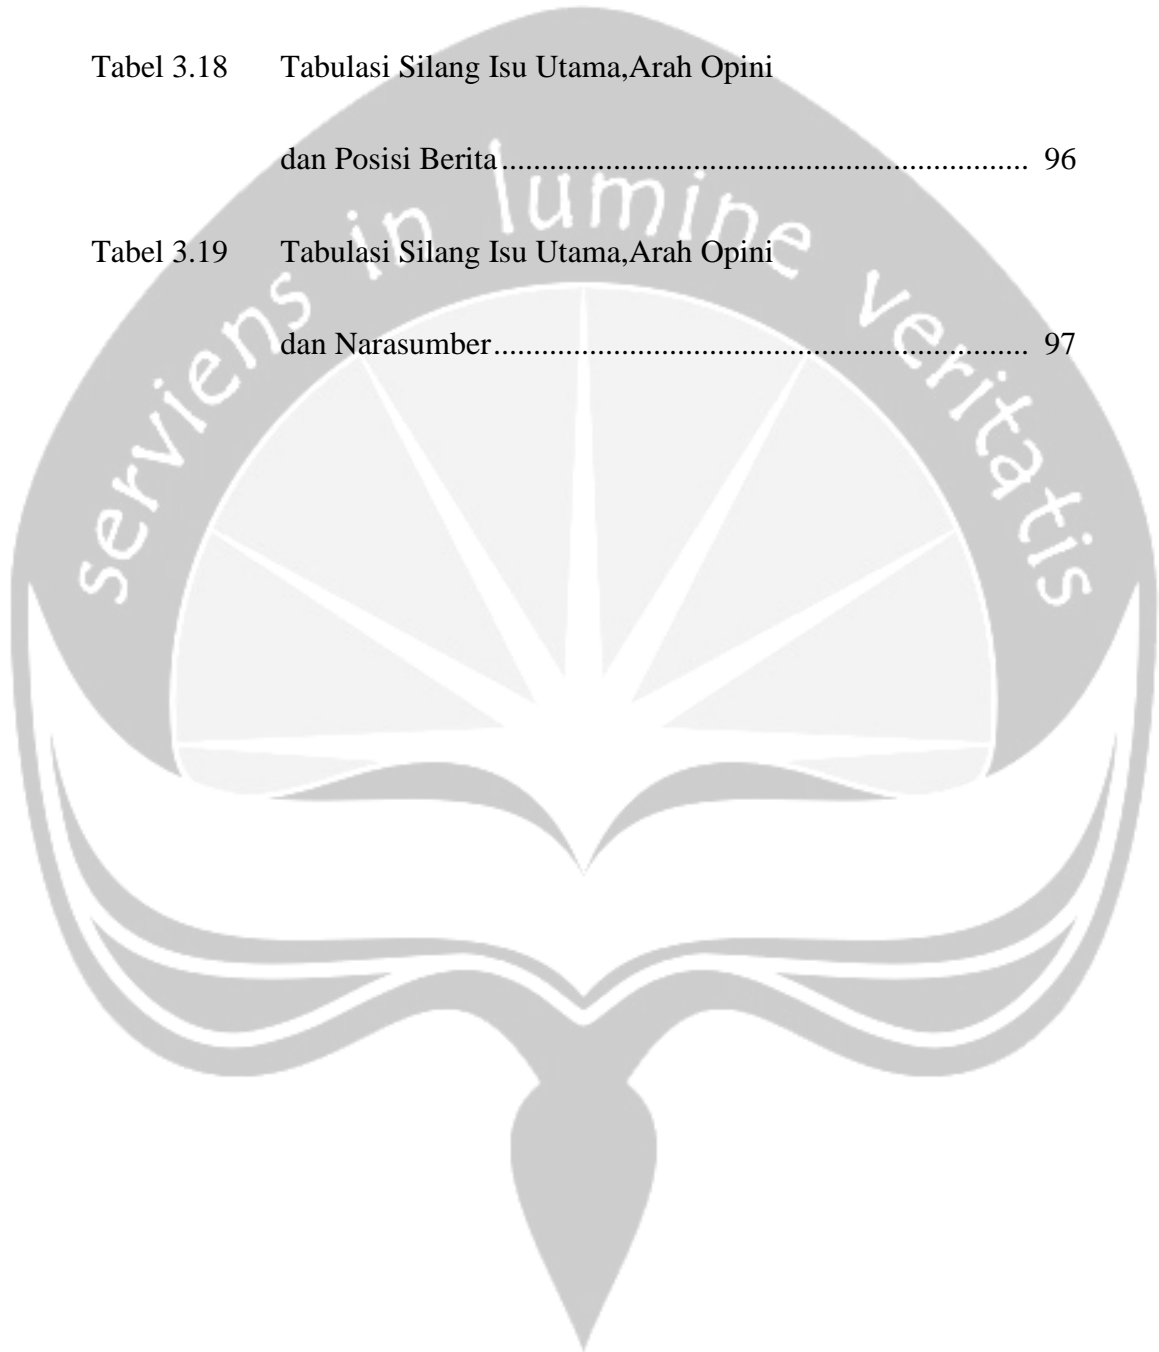 Tabel 3.18 Tabulasi Silang Isu Utama,Arah Opini
dan Posisi Berita.................................................................. 96
Tabel 3.19 Tabulasi Silang Isu Utama,Arah Opini
dan Narasumber................................................................... 97
serviens in lumine veritatis